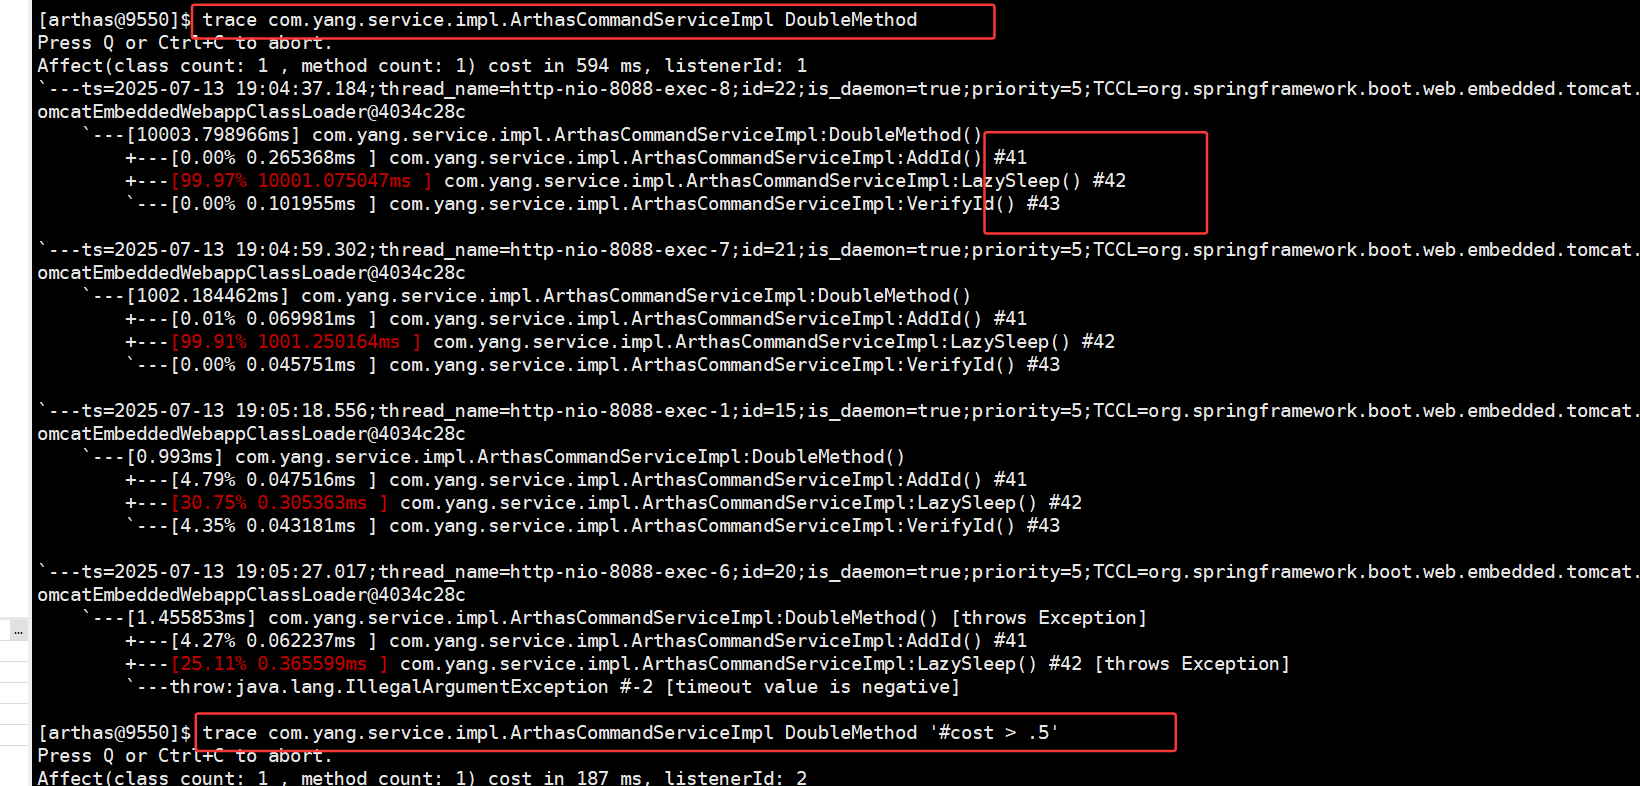 [arthas@9550]$ trace com.yang.service.impl.ArthasCommandServiceImpl DoubleMethod
Press Q or Ctrl+C to abort.
Affect(class count: 1 , method count: 1) cost in 594 ms, listenerId: 1
`---ts=2025-07-13 19:04:37.184;thread_name=http-nio-8088-exec-8;id=22;is_daemon=true;priority=5;TCCL=org.springframework.boot.web.embedded.tomcat.
omcatEmbeddedWebappClassLoader@4034c28c
    `---[10003.798966ms] com.yang.service.impl.ArthasCommandServiceImpl:DoubleMethod()
        +---[0.00% 0.265368ms ] com.yang.service.impl.ArthasCommandServiceImpl:AddId() #41
        +---[99.97% 10001.075047ms ] com.yang.service.impl.ArthasCommandServiceImpl:LazySleep() #42
        `---[0.00% 0.101955ms ] com.yang.service.impl.ArthasCommandServiceImpl:VerifyId() #43
`---ts=2025-07-13 19:04:59.302;thread_name=http-nio-8088-exec-7;id=21;is_daemon=true;priority=5;TCCL=org.springframework.boot.web.embedded.tomcat.
omcatEmbeddedWebappClassLoader@4034c28c
    `---[1002.184462ms] com.yang.service.impl.ArthasCommandServiceImpl:DoubleMethod()
        +---[0.01% 0.069981ms ] com.yang.service.impl.ArthasCommandServiceImpl:AddId() #41
        +---[99.91% 1001.250164ms ] com.yang.service.impl.ArthasCommandServiceImpl:LazySleep() #42
        `---[0.00% 0.045751ms ] com.yang.service.impl.ArthasCommandServiceImpl:VerifyId() #43
`---ts=2025-07-13 19:05:18.556;thread_name=http-nio-8088-exec-1;id=15;is_daemon=true;priority=5;TCCL=org.springframework.boot.web.embedded.tomcat.
omcatEmbeddedWebappClassLoader@4034c28c
    `---[0.993ms] com.yang.service.impl.ArthasCommandServiceImpl:DoubleMethod()
        +---[4.79% 0.047516ms ] com.yang.service.impl.ArthasCommandServiceImpl:AddId() #41
        +---[30.75% 0.305363ms ] com.yang.service.impl.ArthasCommandServiceImpl:LazySleep() #42
        `---[4.35% 0.043181ms ] com.yang.service.impl.ArthasCommandServiceImpl:VerifyId() #43
`---ts=2025-07-13 19:05:27.017;thread_name=http-nio-8088-exec-6;id=20;is_daemon=true;priority=5;TCCL=org.springframework.boot.web.embedded.tomcat.
omcatEmbeddedWebappClassLoader@4034c28c
    `---[1.455853ms] com.yang.service.impl.ArthasCommandServiceImpl:DoubleMethod() [throws Exception]
        +---[4.27% 0.062237ms ] com.yang.service.impl.ArthasCommandServiceImpl:AddId() #41
        +---[25.11% 0.365599ms ] com.yang.service.impl.ArthasCommandServiceImpl:LazySleep() #42 [throws Exception]
        `---throw:java.lang.IllegalArgumentException #-2 [timeout value is negative]
...
[arthas@9550]$ trace com.yang.service.impl.ArthasCommandServiceImpl DoubleMethod '#cost > .5'
Press Q or Ctrl+C to abort.
Affect(class count: 1 , method count: 1) cost in 187 ms, listenerId: 2